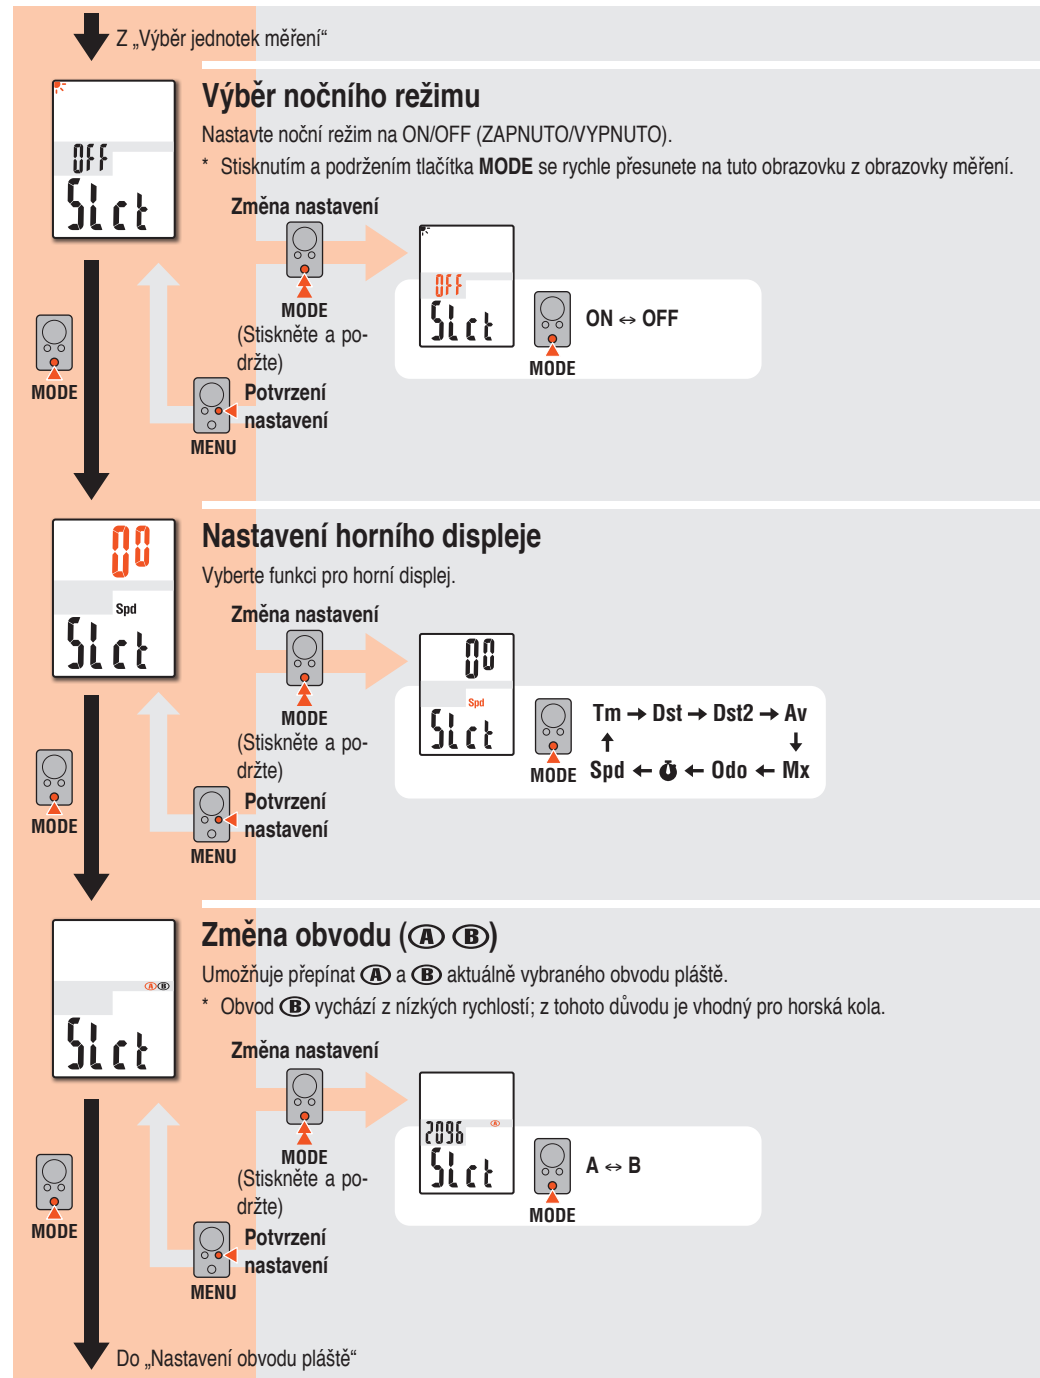 Z „Výběr jednotek měření“
Výběr nočního režimu
Nastavte noční režim na ON/OFF (ZAPNUTO/VYPNUTO).
* Stisknutím a podržením tlačítka MODE se rychle přesunete na tuto obrazovku z obrazovky měření.
OFF
Slct
Změna nastavení
MODE
(Stiskněte a po-
držte)
OFF
Slct
MODE
ON ⇔ OFF
MODE
Potvrzení
nastavení
MENU
Nastavení horního displeje
Vyberte funkci pro horní displej.
00
Spd
Slct
Změna nastavení
MODE
(Stiskněte a po-
držte)
00
Spd
Slct
MODE
Tm → Dst → Dst2 → Av
↑ ↓
Spd ← ⏱ ← Odo ← Mx
MODE
Potvrzení
nastavení
MENU
Změna obvodu (Ⓐ Ⓑ)
Umožňuje přepínat Ⓐ a Ⓑ aktuálně vybraného obvodu pláště.
* Obvod Ⓑ vychází z nízkých rychlostí; z tohoto důvodu je vhodný pro horská kola.
ⒶⒷ
Slct
Změna nastavení
MODE
(Stiskněte a po-
držte)
2096 Ⓐ
Slct
MODE
A ⇔ B
MODE
Potvrzení
nastavení
MENU
Do „Nastavení obvodu pláště“